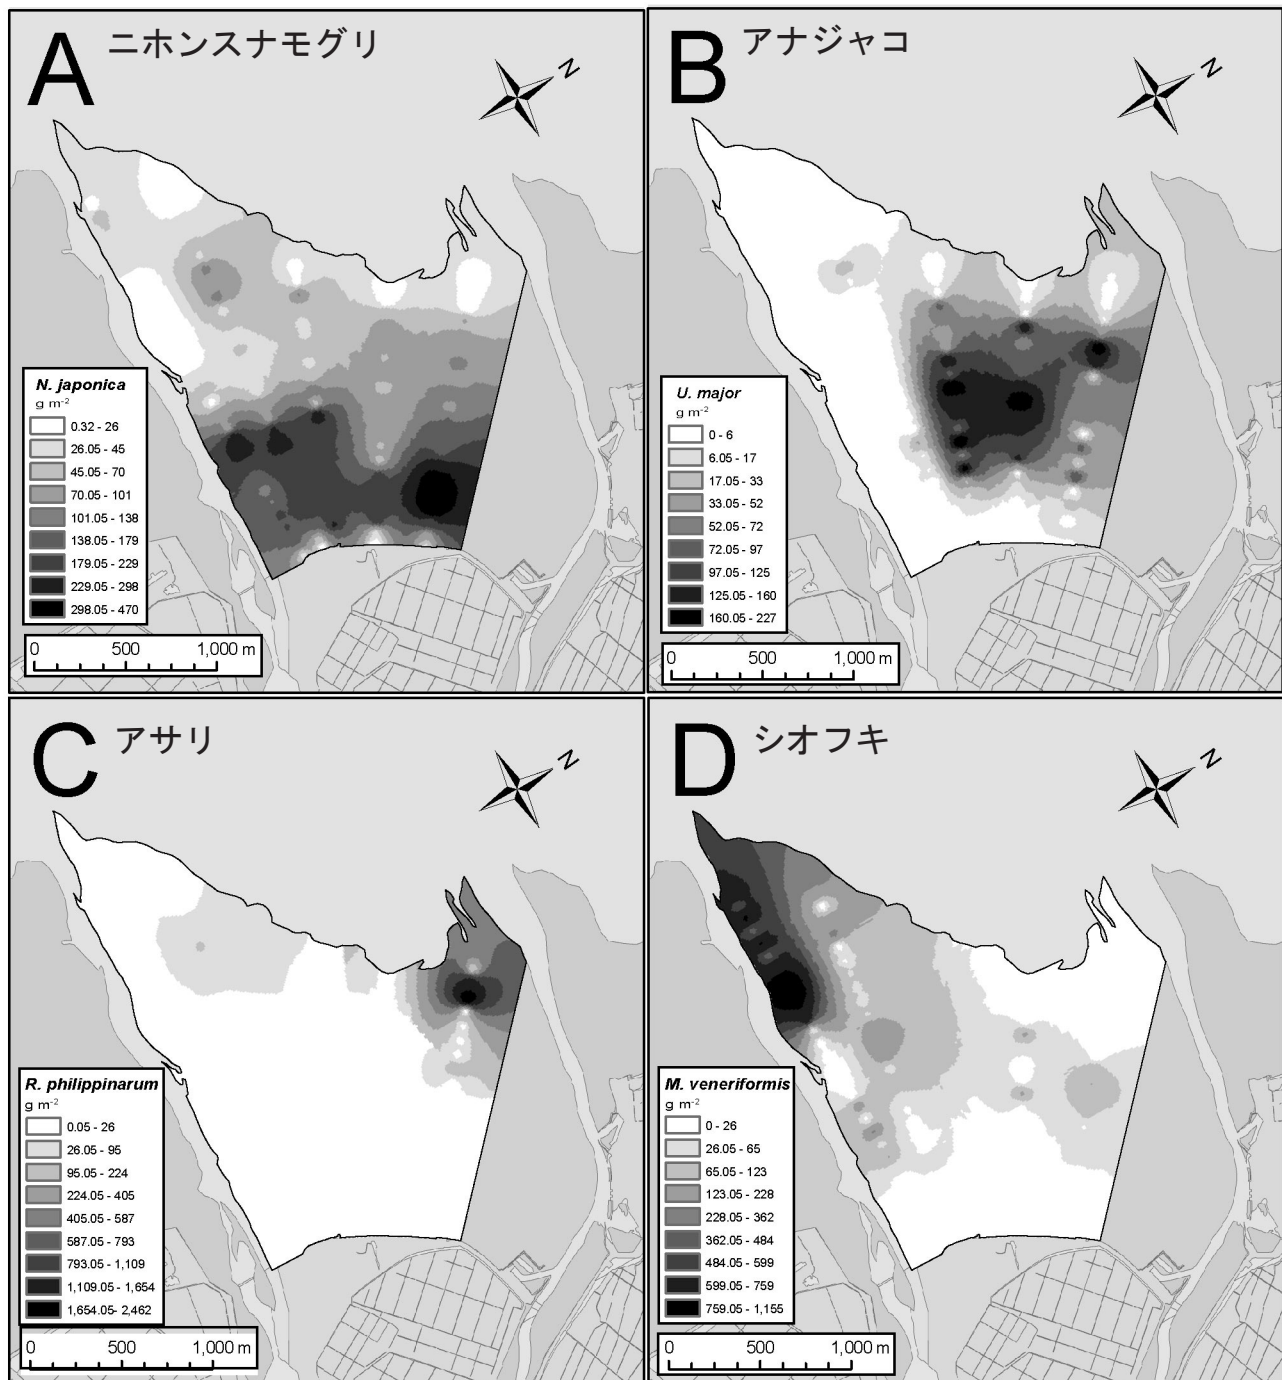 A ニホンスナモグリ
N
N. japonica
g m-2
0.32 - 26
26.05 - 45
45.05 - 70
70.05 - 101
101.05 - 138
138.05 - 179
179.05 - 229
229.05 - 298
298.05 - 470
0 500 1,000 m
B アナジャコ
N
U. major
g m-2
0 - 6
6.05 - 17
17.05 - 33
33.05 - 52
52.05 - 72
72.05 - 97
97.05 - 125
125.05 - 160
160.05 - 227
0 500 1,000 m
C アサリ
N
R. philippinarum
g m-2
0.05 - 26
26.05 - 95
95.05 - 224
224.05 - 405
405.05 - 587
587.05 - 793
793.05 - 1,109
1,109.05 - 1,654
1,654.05- 2,462
0 500 1,000 m
D シオフキ
N
M. veneriformis
g m-2
0 - 26
26.05 - 65
65.05 - 123
123.05 - 228
228.05 - 362
362.05 - 484
484.05 - 599
599.05 - 759
759.05 - 1,155
0 500 1,000 m